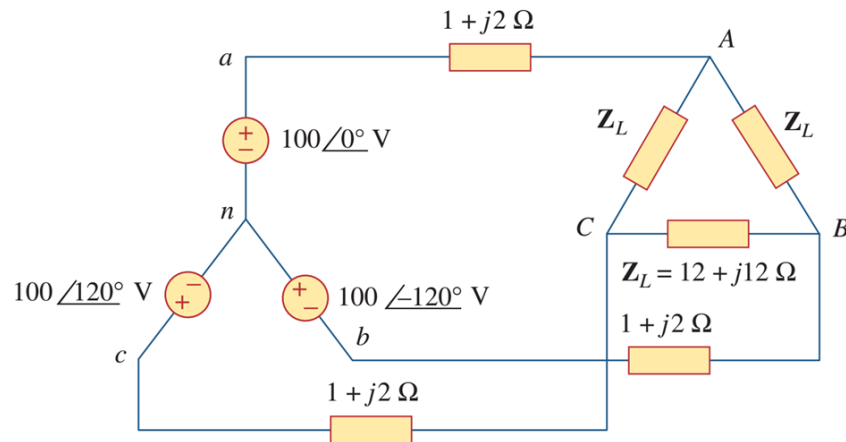 1 + j2 Ω
A
a
+
−
100 ∠0° V
Z_L
Z_L
n
C
B
100 ∠120° V
−
+
+
−
100 ∠−120° V
Z_L = 12 + j12 Ω
1 + j2 Ω
b
c
1 + j2 Ω